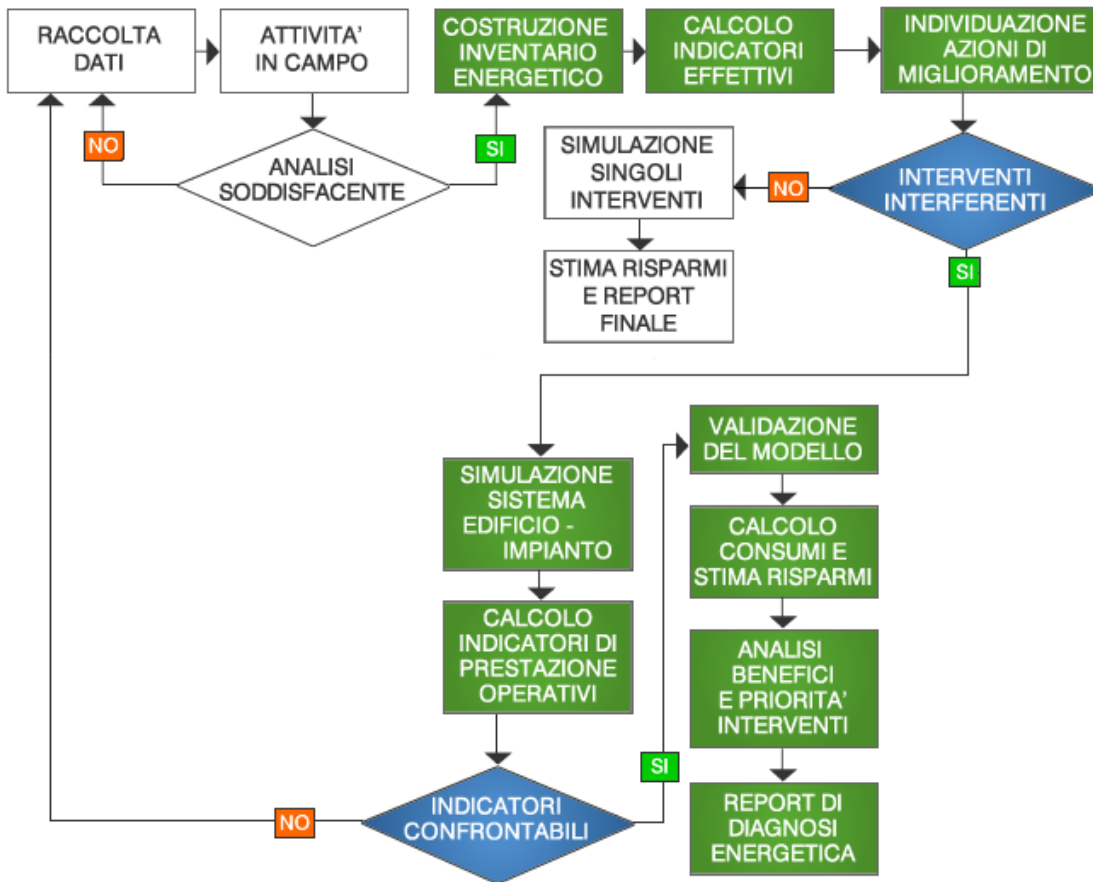 RACCOLTA
DATI
ATTIVITA'
IN CAMPO
COSTRUZIONE
INVENTARIO
ENERGETICO
CALCOLO
INDICATORI
EFFETTIVI
INDIVIDUAZIONE
AZIONI DI
MIGLIORAMENTO
NO
ANALISI
SODDISFACENTE
SI
SIMULAZIONE
SINGOLI
INTERVENTI
NO
INTERVENTI
INTERFERENTI
SI
STIMA RISPARMI
E REPORT
FINALE
SIMULAZIONE
SISTEMA
EDIFICIO -
IMPIANTO
CALCOLO
INDICATORI DI
PRESTAZIONE
OPERATIVI
INDICATORI
CONFRONTABILI
NO
SI
VALIDAZIONE
DEL MODELLO
CALCOLO
CONSUMI E
STIMA RISPARMI
ANALISI
BENEFICI
E PRIORITA'
INTERVENTI
REPORT DI
DIAGNOSI
ENERGETICA